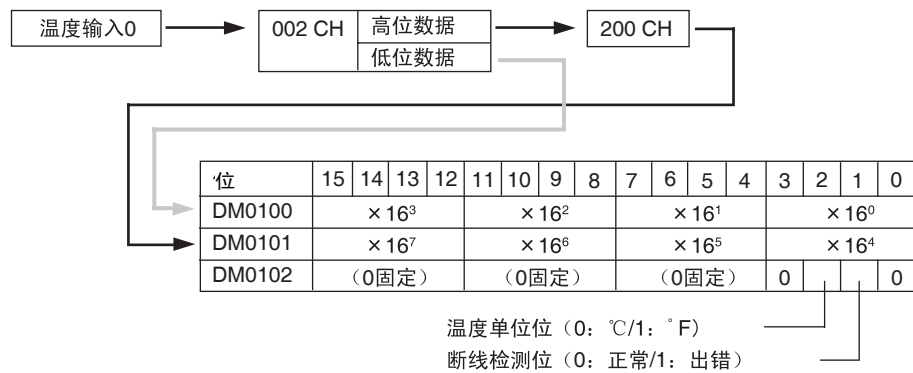 温度输入0 002 CH 高位数据 200 CH
低位数据
位 15 14 13 12 11 10 9 8 7 6 5 4 3 2 1 0
DM0100 ×16³ ×16² ×16¹ ×16⁰
DM0101 ×16⁷ ×16⁶ ×16⁵ ×16⁴
DM0102 （0固定） （0固定） （0固定） 0 0
温度单位位（0：℃/1：°F）
断线检测位（0：正常/1：出错）